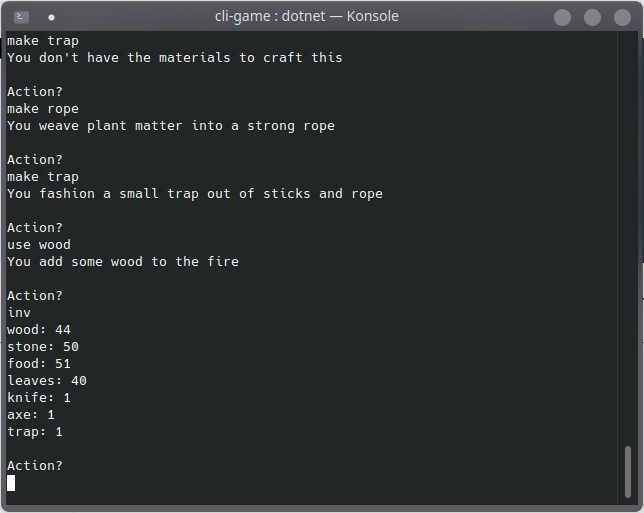 cli-game : dotnet — Konsole
make trap
You don't have the materials to craft this
Action?
make rope
You weave plant matter into a strong rope
Action?
make trap
You fashion a small trap out of sticks and rope
Action?
use wood
You add some wood to the fire
Action?
inv
wood: 44
stone: 50
food: 51
leaves: 40
knife: 1
axe: 1
trap: 1
Action?